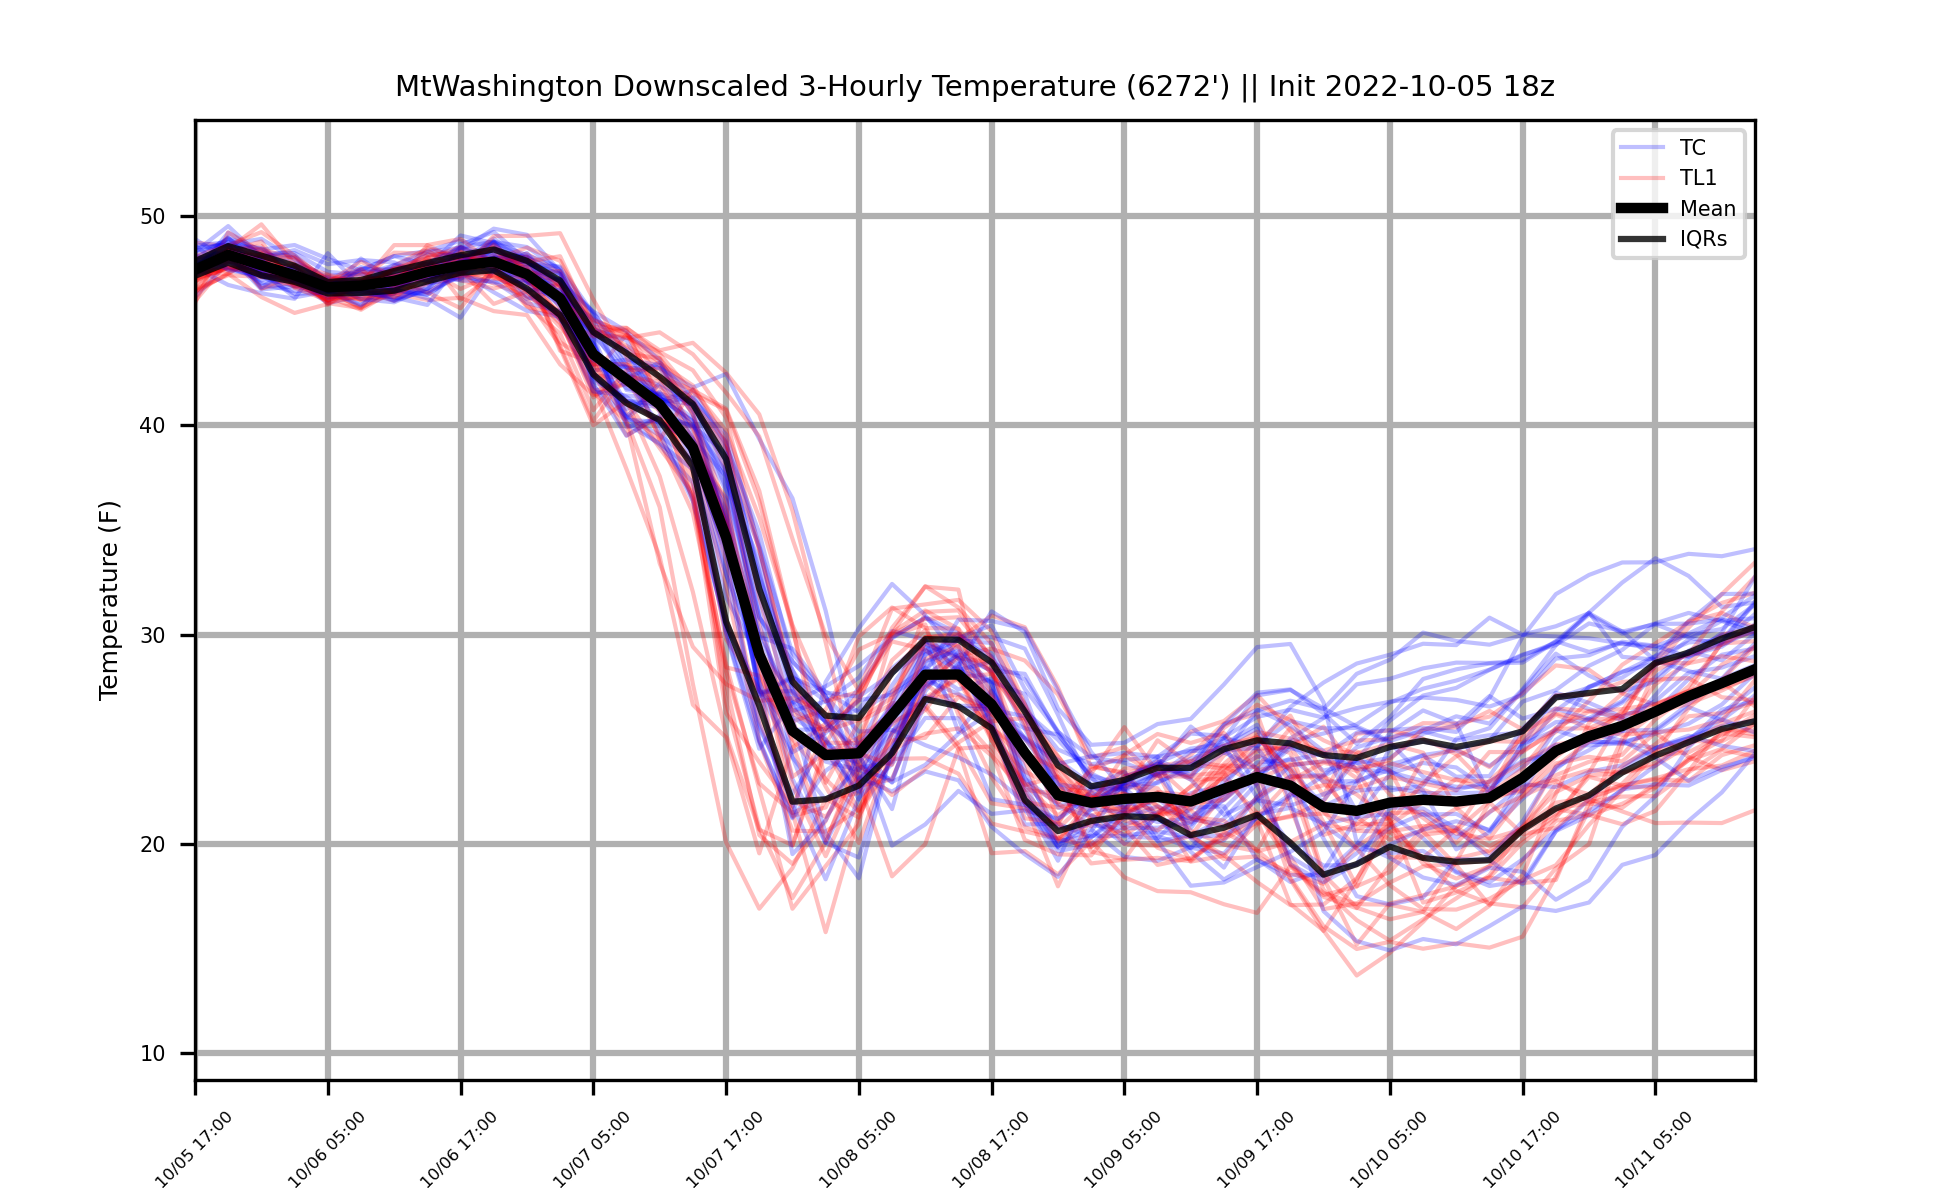 MtWashington Downscaled 3-Hourly Temperature (6272') || Init 2022-10-05 18z
TC
TL1
Mean
IQRs
Temperature (F)
50
40
30
20
10
10/05 17:00
10/06 05:00
10/06 17:00
10/07 05:00
10/07 17:00
10/08 05:00
10/08 17:00
10/09 05:00
10/09 17:00
10/10 05:00
10/10 17:00
10/11 05:00